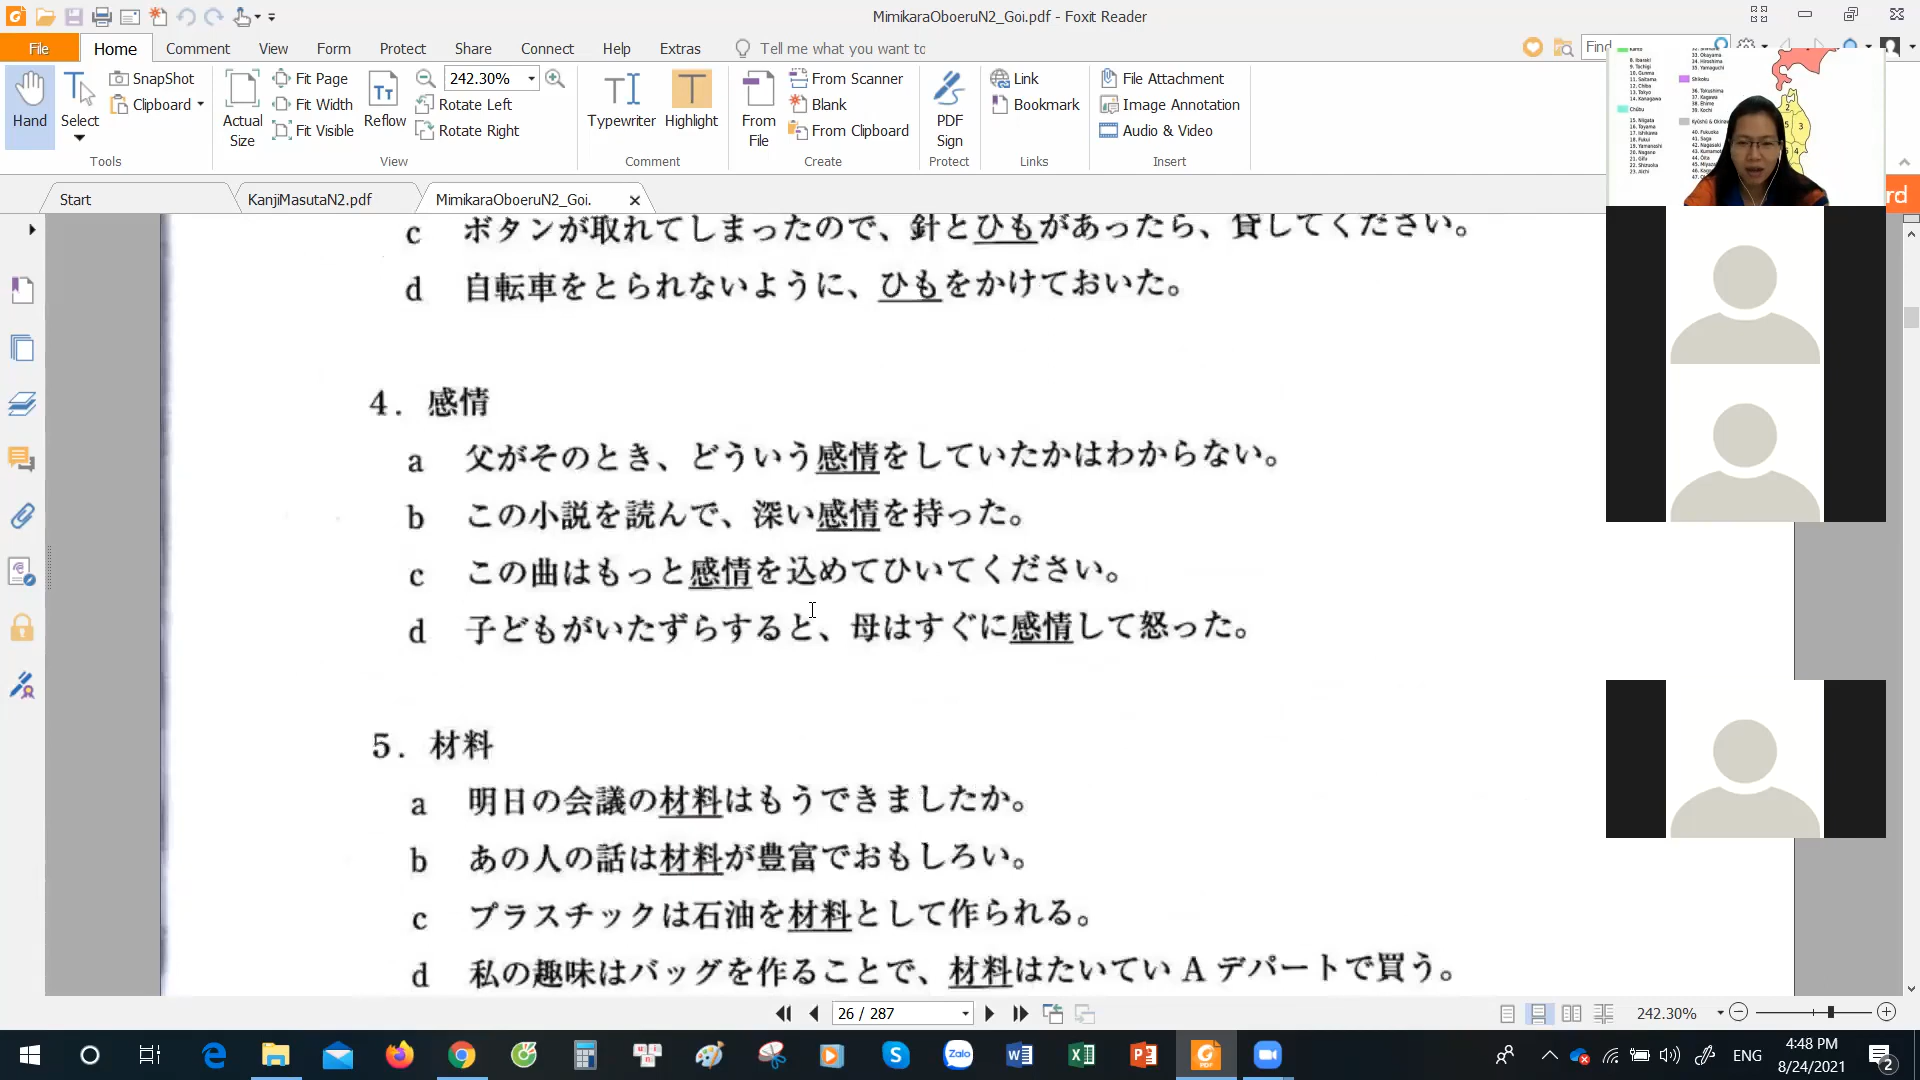 MimikaraOboeruN2_Goi.pdf - Foxit Reader
File Home Comment View Form Protect Share Connect Help Extras Tell me what you want to Find
Hand
Select
SnapShot
Clipboard
Tools
Actual Size
Fit Page
Fit Width
Fit Visible
Reflow
242.30%
Rotate Left
Rotate Right
View
Typewriter
Highlight
Comment
From File
From Scanner
Blank
From Clipboard
Create
PDF Sign
Protect
Link
Bookmark
Links
File Attachment
Image Annotation
Audio & Video
Insert
Start KanjiMasutaN2.pdf MimikaraOboeruN2_Goi.
rd
c ボタンが取れてしまったので、針とひもがあったら、貸してください。
d 自転車をとられないように、ひもをかけておいた。
4. 感情
a 父がそのとき、どういう感情をしていたかはわからない。
b この小説を読んで、深い感情を持った。
c この曲はもっと感情を込めてひいてください。
d 子どもがいたずらすると、母はすぐに感情して怒った。
5. 材料
a 明日の会議の材料はもうできましたか。
b あの人の話は材料が豊富でおもしろい。
c プラスチックは石油を材料として作られる。
d 私の趣味はバッグを作ることで、材料はたいてい A デパートで買う。
26 / 287
242.30%
Zalo
ENG
4:48 PM
8/24/2021
2